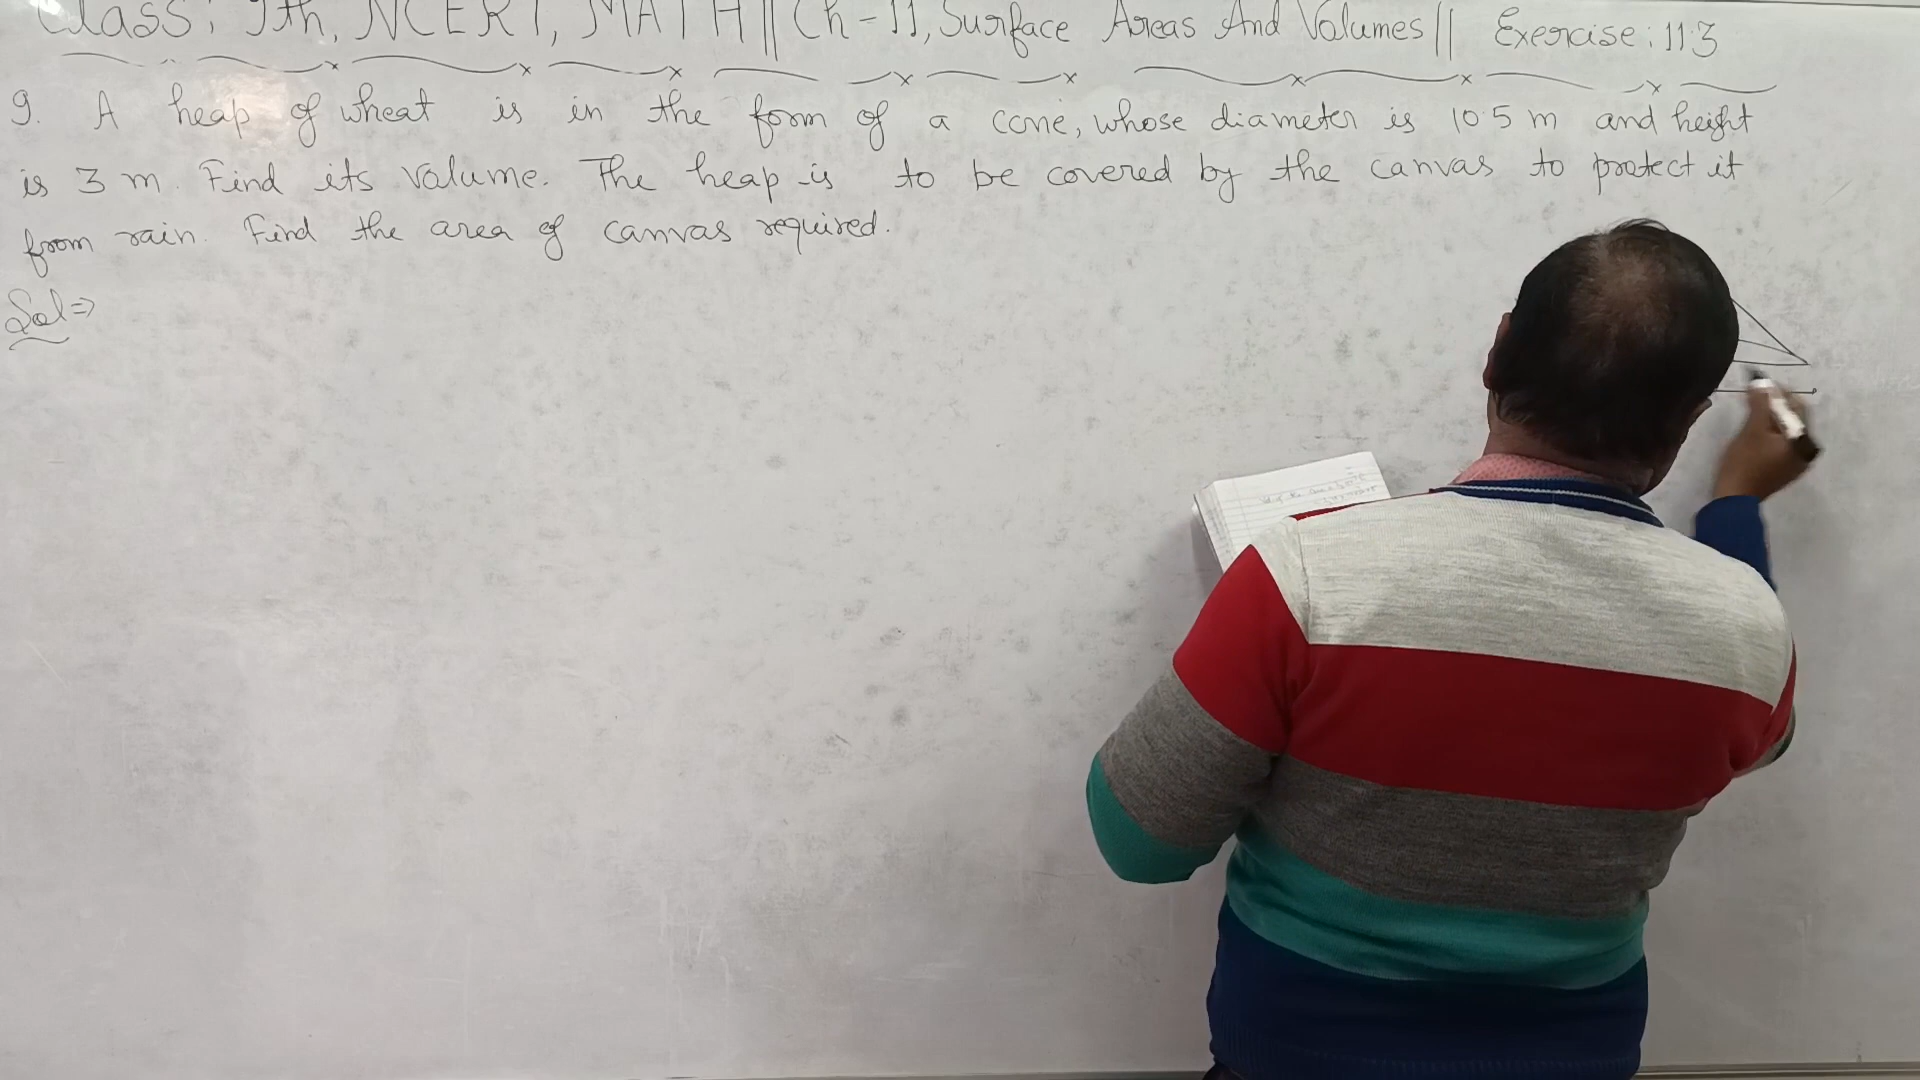 Class: 9th, NCERT, MATH || Ch-11, Surface Areas And Volumes || Exercise: 11.3
9. A heap of wheat is in the form of a cone, whose diameter is 10.5 m and height
is 3 m. Find its volume. The heap is to be covered by the canvas to protect it
from rain. Find the area of canvas required.
Sol⇒